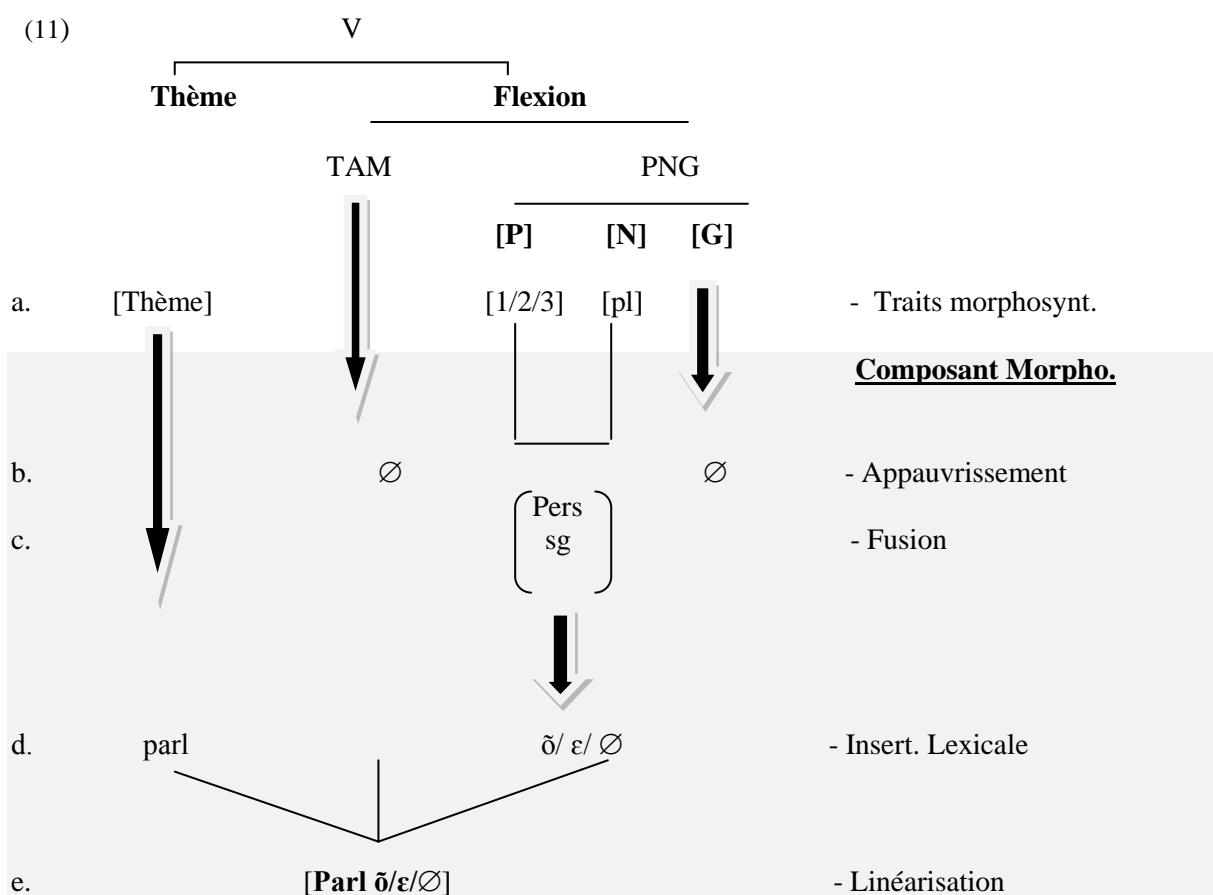 (11) V
Thème Flexion
TAM PNG
[P] [N] [G]
a. [Thème] [1/2/3] [pl] - Traits morphosynt.
Composant Morpho.
b. ∅ ∅ - Appauvrissement
Pers
c. sg - Fusion
d. parl õ/ ε/ ∅ - Insert. Lexicale
e. [Parl õ/ε/∅] - Linéarisation